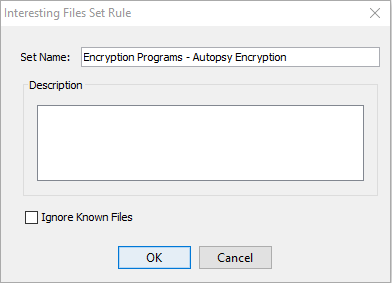 Interesting Files Set Rule
Set Name: Encryption Programs - Autopsy Encryption
Description
Ignore Known Files
OK Cancel